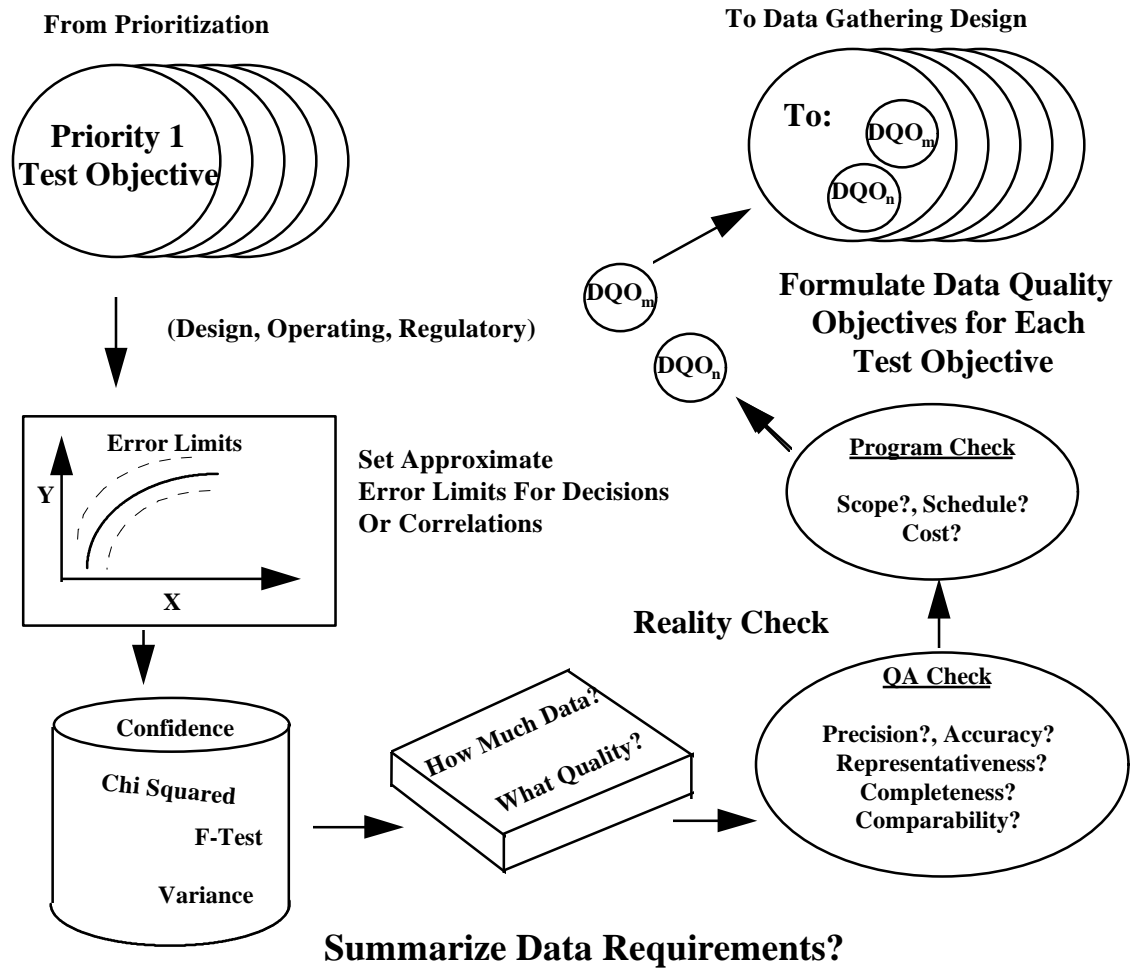 From Prioritization
Priority 1
Test Objective
(Design, Operating, Regulatory)
Error Limits
Y
X
Set Approximate
Error Limits For Decisions
Or Correlations
Confidence
Chi Squared
F-Test
Variance
How Much Data?
What Quality?
Summarize Data Requirements?
Reality Check
QA Check
Precision?, Accuracy?
Representativeness?
Completeness?
Comparability?
Program Check
Scope?, Schedule?
Cost?
DQOn
DQOm
Formulate Data Quality
Objectives for Each
Test Objective
To Data Gathering Design
To:
DQOm
DQOn